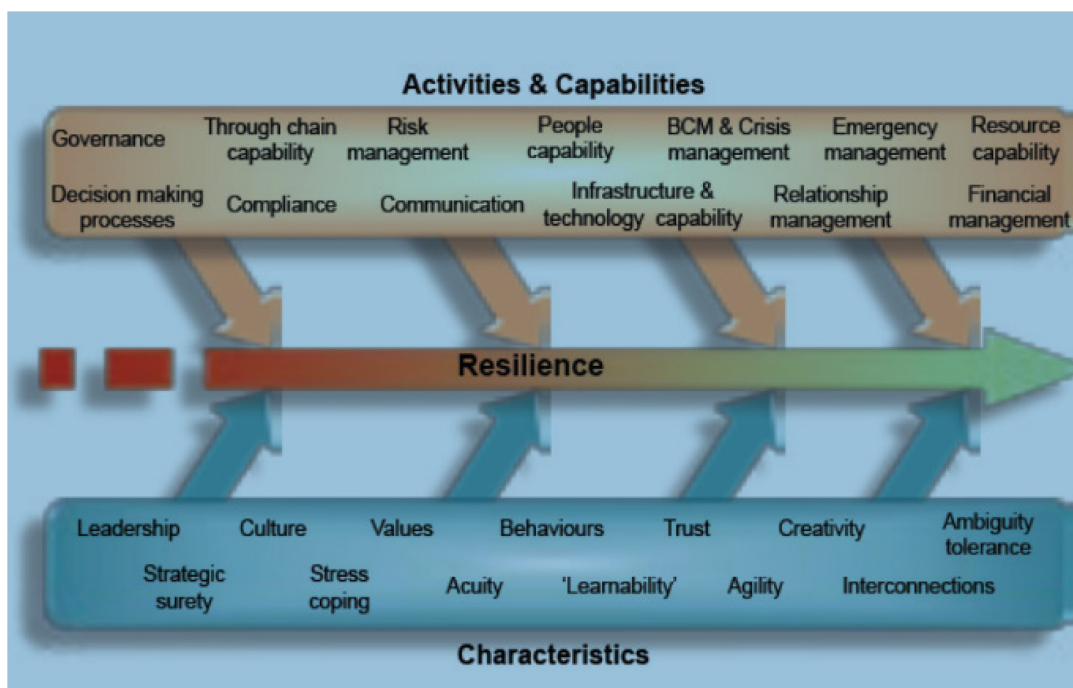 Activities & Capabilities
Governance
Through chain
capability
Risk
management
People
capability
BCM & Crisis
management
Emergency
management
Resource
capability
Decision making
processes
Compliance
Communication
Infrastructure &
technology capability
Relationship
management
Financial
management
Resilience
Leadership
Culture
Values
Behaviours
Trust
Creativity
Ambiguity
tolerance
Strategic
surety
Stress
coping
Acuity
'Learnability'
Agility
Interconnections
Characteristics